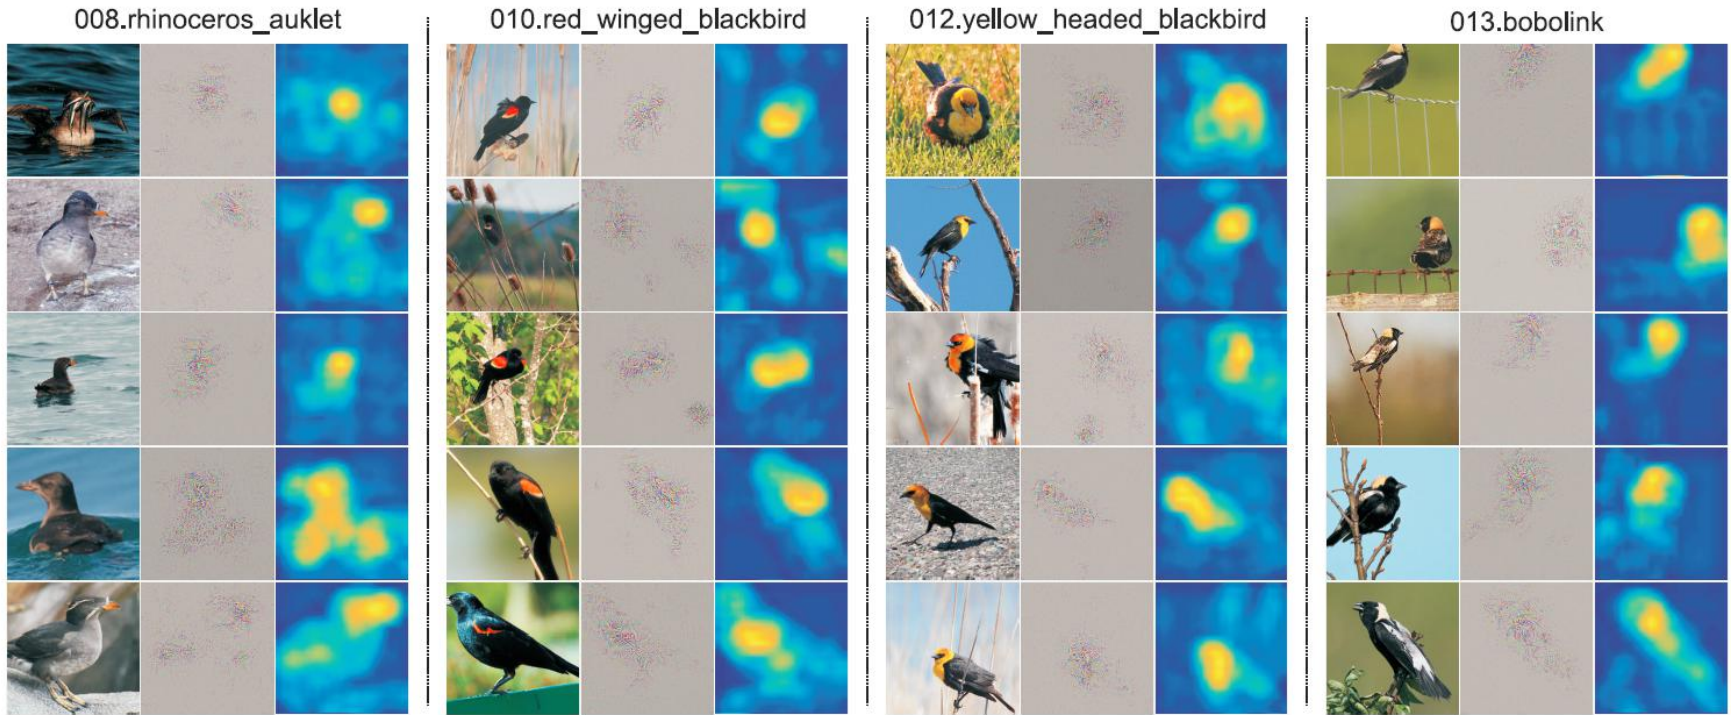 008.rhinoceros_auklet
010.red_winged_blackbird
012.yellow_headed_blackbird
013.bobolink